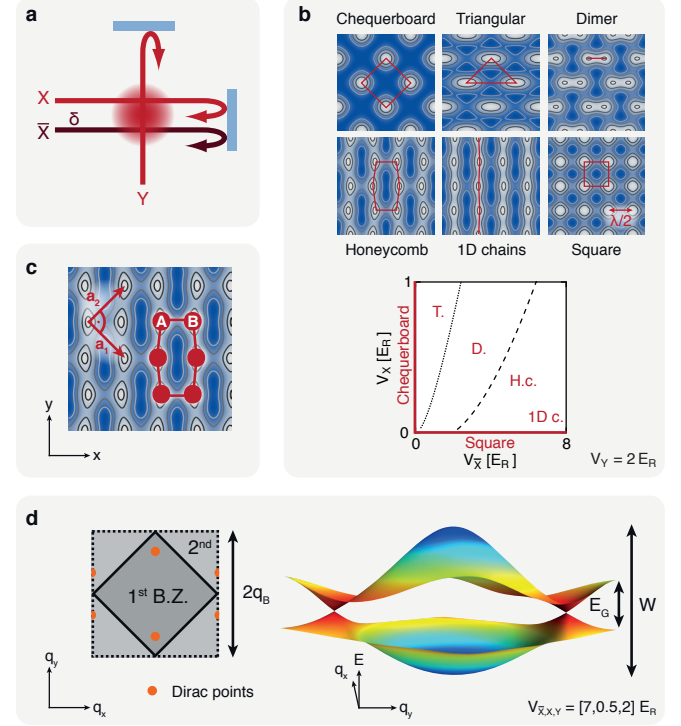 a
X
X̅
δ
Y
b
Chequerboard Triangular Dimer
λ/2
Honeycomb 1D chains Square
1
V_X [E_R]
Chequerboard
T.
D.
H.c.
1D c.
0
0 Square 8
V_X̅ [E_R]
V_Y = 2 E_R
c
a₂
a₁
A B
y
x
d
2nd
1st B.Z.
2q_B
q_y
q_x
Dirac points
E_G
W
E
q_x
q_y
V_X̅,X,Y = [7,0.5,2] E_R